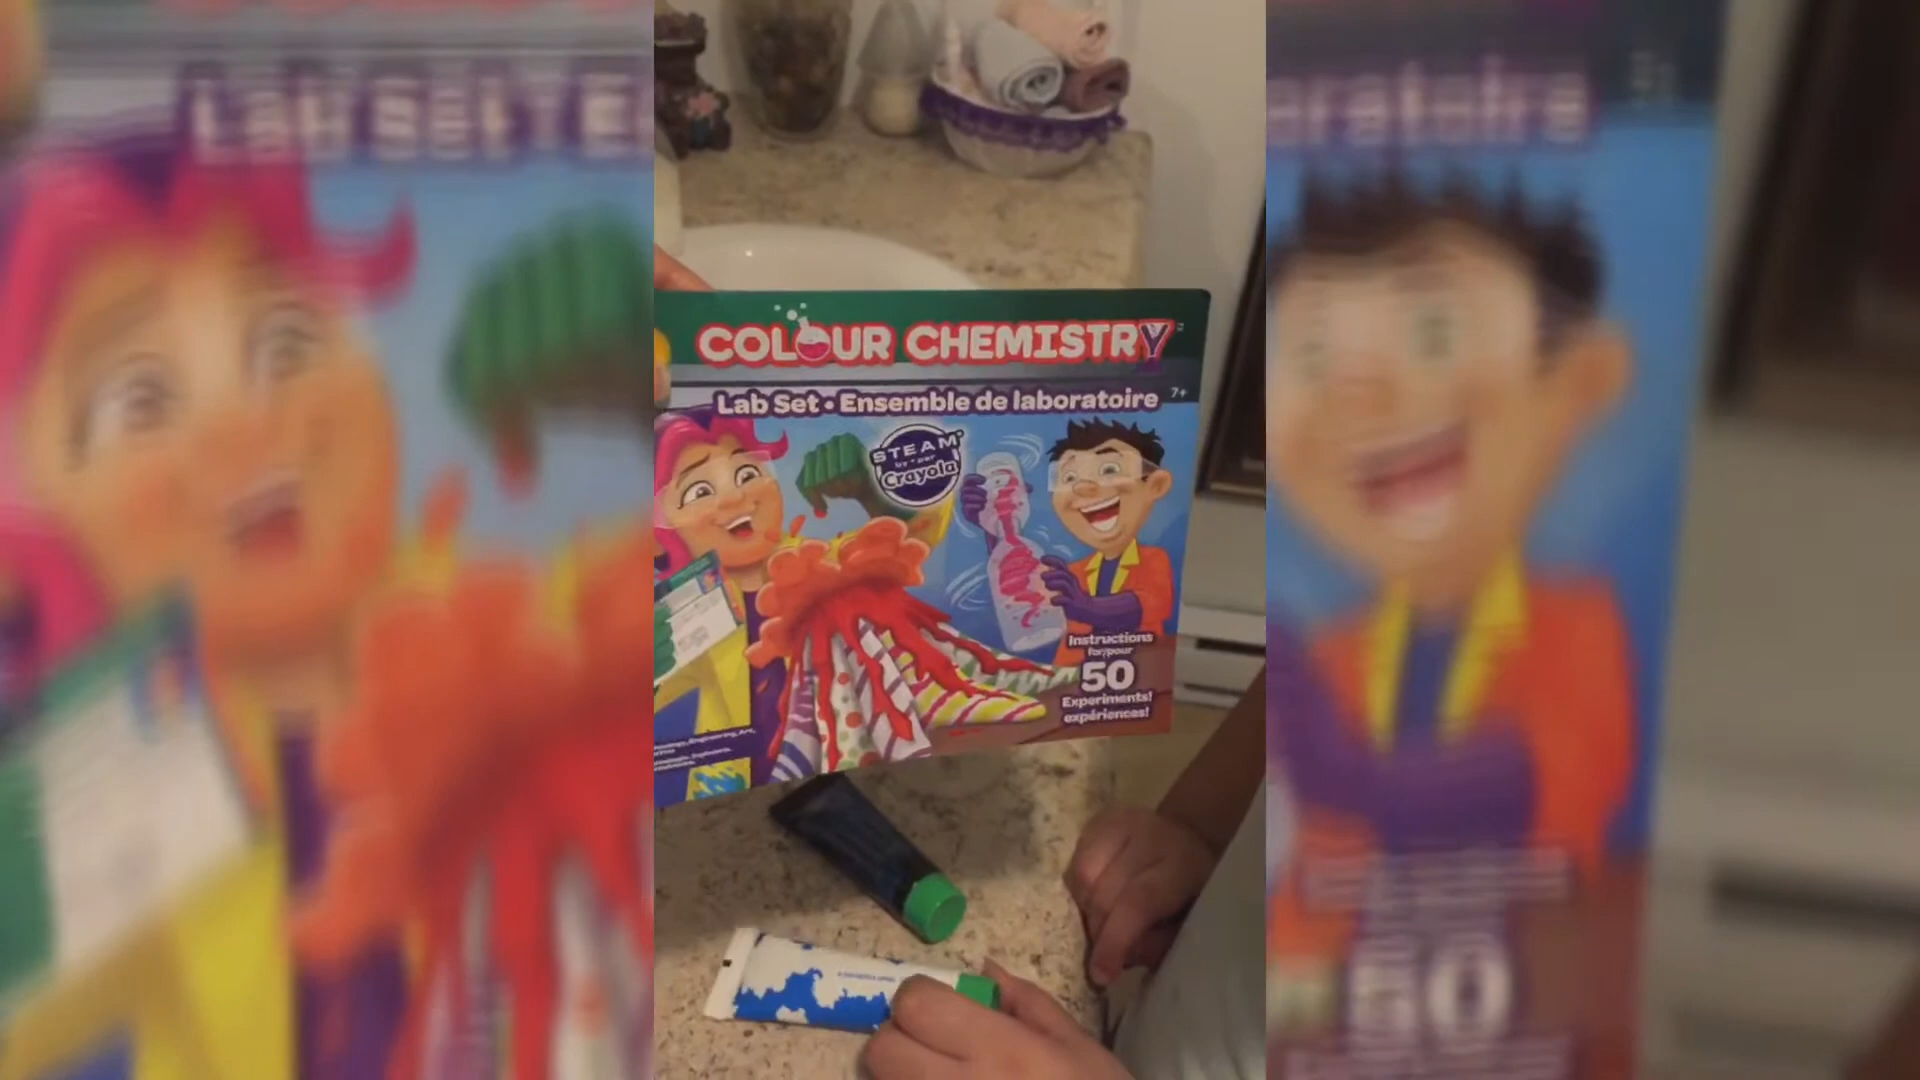 COLOUR CHEMISTRY
Lab Set • Ensemble de laboratoire
7+
STEAM
by • par
Crayola
Instructions
for/pour
50
Experiments!
expériences!